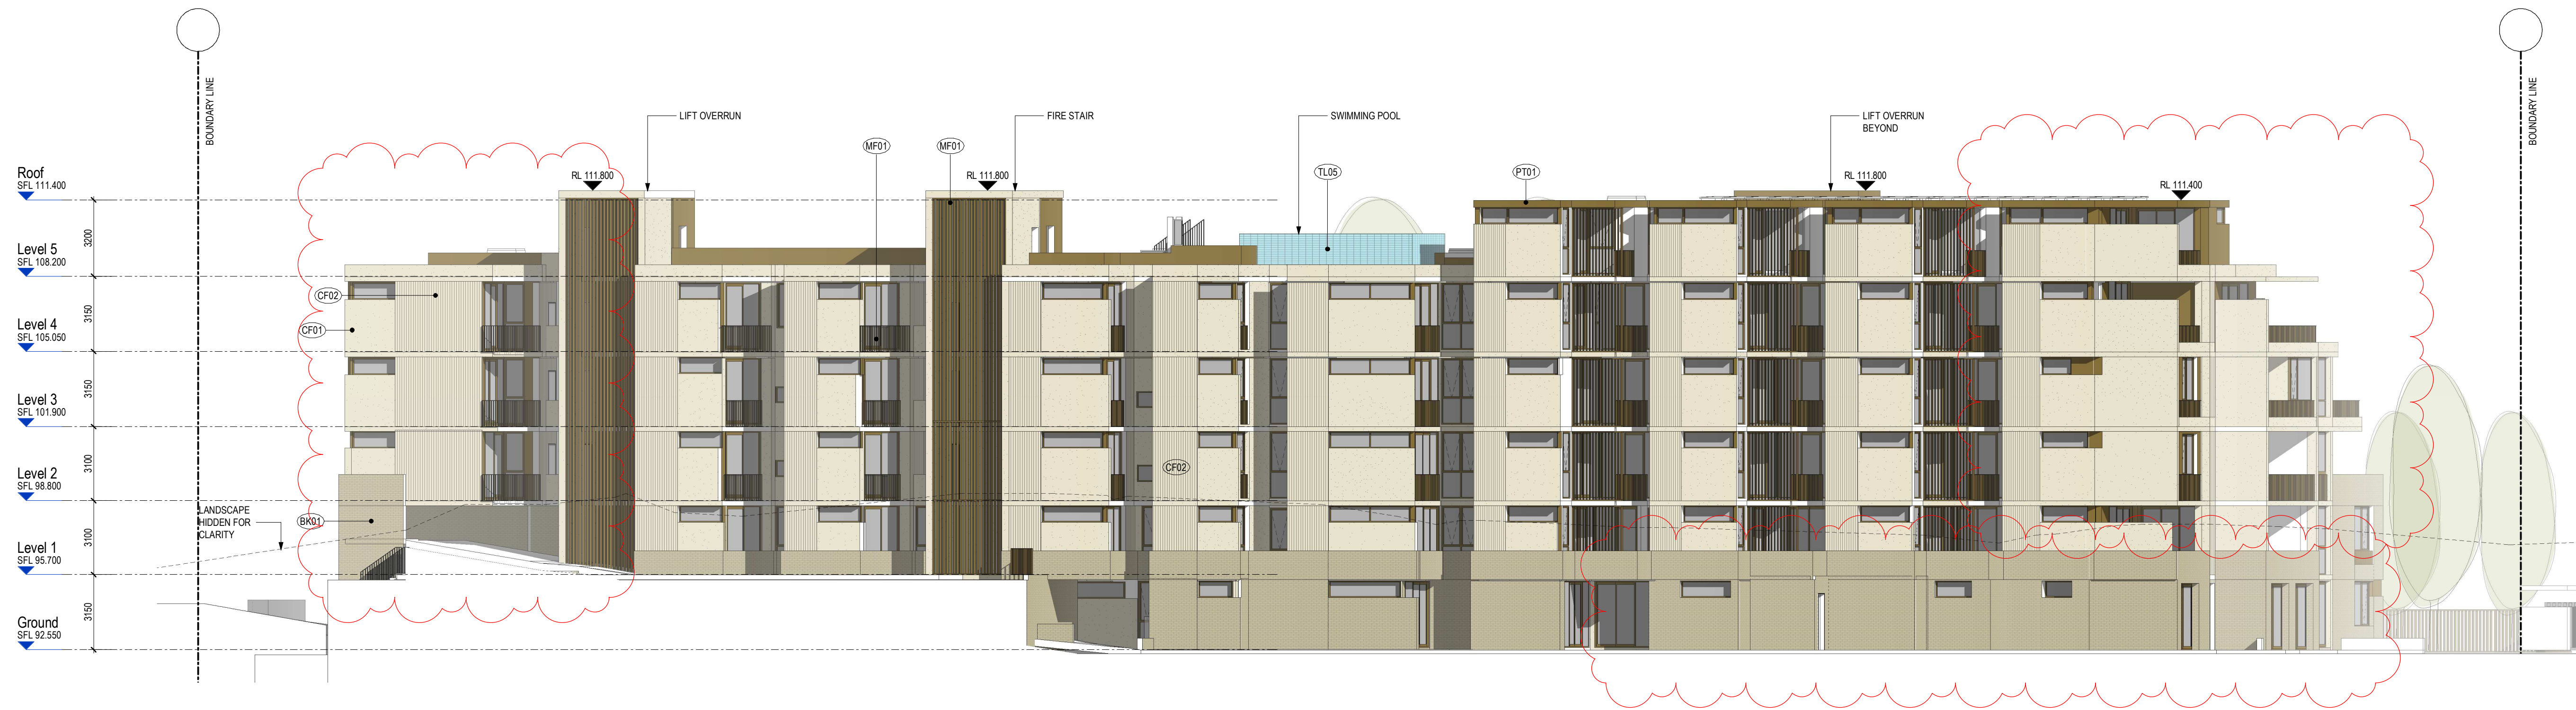 BOUNDARY LINE
BOUNDARY LINE
LIFT OVERRUN
FIRE STAIR
SWIMMING POOL
LIFT OVERRUN
BEYOND
MF01
MF01
TL05
PT01
RL 111.800
RL 111.800
RL 111.800
RL 111.400
Roof
SFL 111.400
3200
Level 5
SFL 108.200
3150
CF02
Level 4
SFL 105.050
CF01
3150
Level 3
SFL 101.900
3100
CF02
Level 2
SFL 98.800
LANDSCAPE
HIDDEN FOR
CLARITY
BK01
3100
Level 1
SFL 95.700
3150
Ground
SFL 92.550